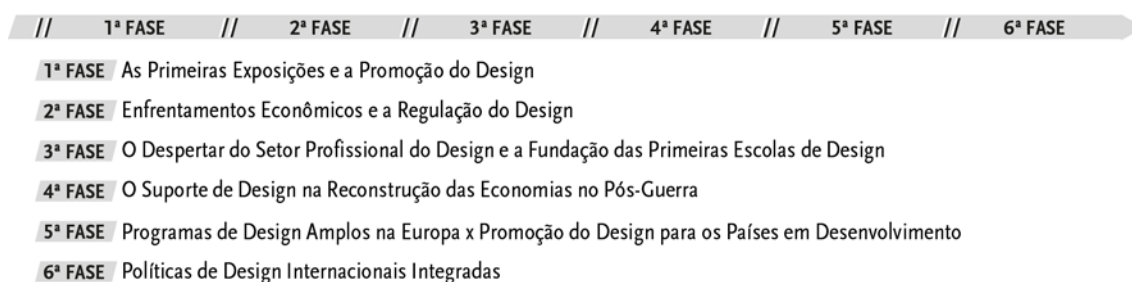 // 1ª FASE // 2ª FASE // 3ª FASE // 4ª FASE // 5ª FASE // 6ª FASE
1ª FASE As Primeiras Exposições e a Promoção do Design
2ª FASE Enfrentamentos Econômicos e a Regulação do Design
3ª FASE O Despertar do Setor Profissional do Design e a Fundação das Primeiras Escolas de Design
4ª FASE O Suporte de Design na Reconstrução das Economias no Pós-Guerra
5ª FASE Programas de Design Amplos na Europa x Promoção do Design para os Países em Desenvolvimento
6ª FASE Políticas de Design Internacionais Integradas